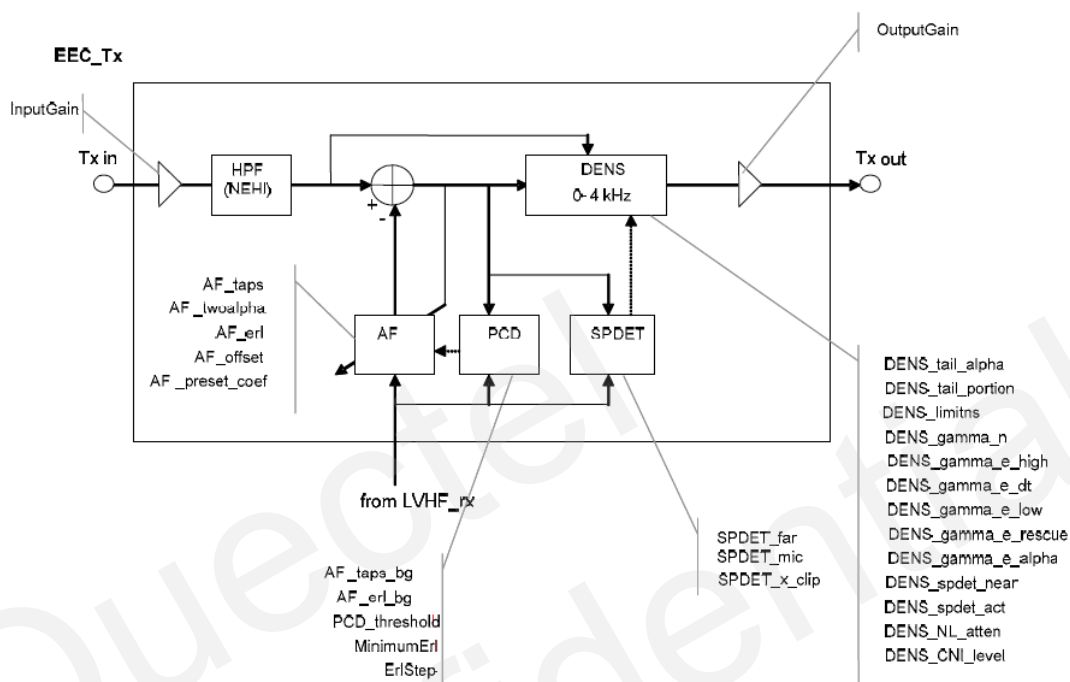 OutputGain
EEC_Tx
InputGain
Tx in
HPF
(NEHI)
+
-
DENS
0-4 kHz
Tx out
AF_taps
AF_twoalpha
AF_erl
AF_offset
AF_preset_coef
AF
PCD
SPDET
from LVHF_rx
AF_taps_bg
AF_erl_bg
PCD_threshold
MinimumErl
ErlStep
SPDET_far
SPDET_mic
SPDET_x_clip
DENS_tail_alpha
DENS_tail_portion
DENS_limitns
DENS_gamma_n
DENS_gamma_e_high
DENS_gamma_e_dt
DENS_gamma_e_low
DENS_gamma_e_rescue
DENS_gamma_e_alpha
DENS_spdet_near
DENS_spdet_act
DENS_NL_atten
DENS_CNI_level
Quectel